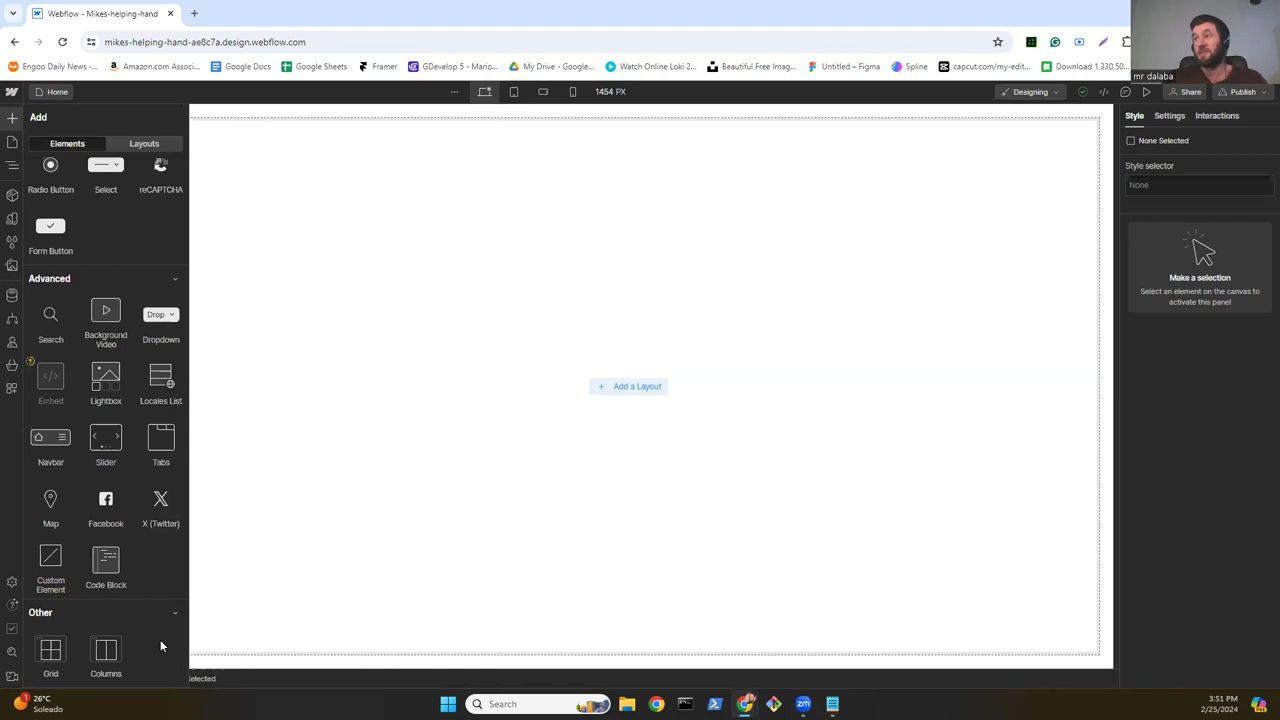 Webflow - Mikes-helping-hand
mikes-helping-hand-ae8c7a.design.webflow.com
Engoo Daily News -...
Amazon.com Associ...
Google Docs
Google Sheets
Framer
GDevelop 5 - Mario...
My Drive - Google...
Watch Online Loki 2...
Beautiful Free Imag...
Untitled – Figma
Spline
capcut.com/my-edit...
Download 1,330,50...
mr dalaba
Home
1454 PX
Designing
Share
Publish
Add
Elements
Layouts
Radio Button
Select
reCAPTCHA
Form Button
Advanced
Search
Background
Video
Drop
Dropdown
Embed
Lightbox
Locales List
Navbar
Slider
Tabs
Map
Facebook
X (Twitter)
Custom
Element
Code Block
Other
Grid
Columns
Add a Layout
Selected
Style
Settings
Interactions
None Selected
Style selector
None
Make a selection
Select an element on the canvas to
activate this panel
1
26°C
Soleado
Search
3:51 PM
2/25/2024